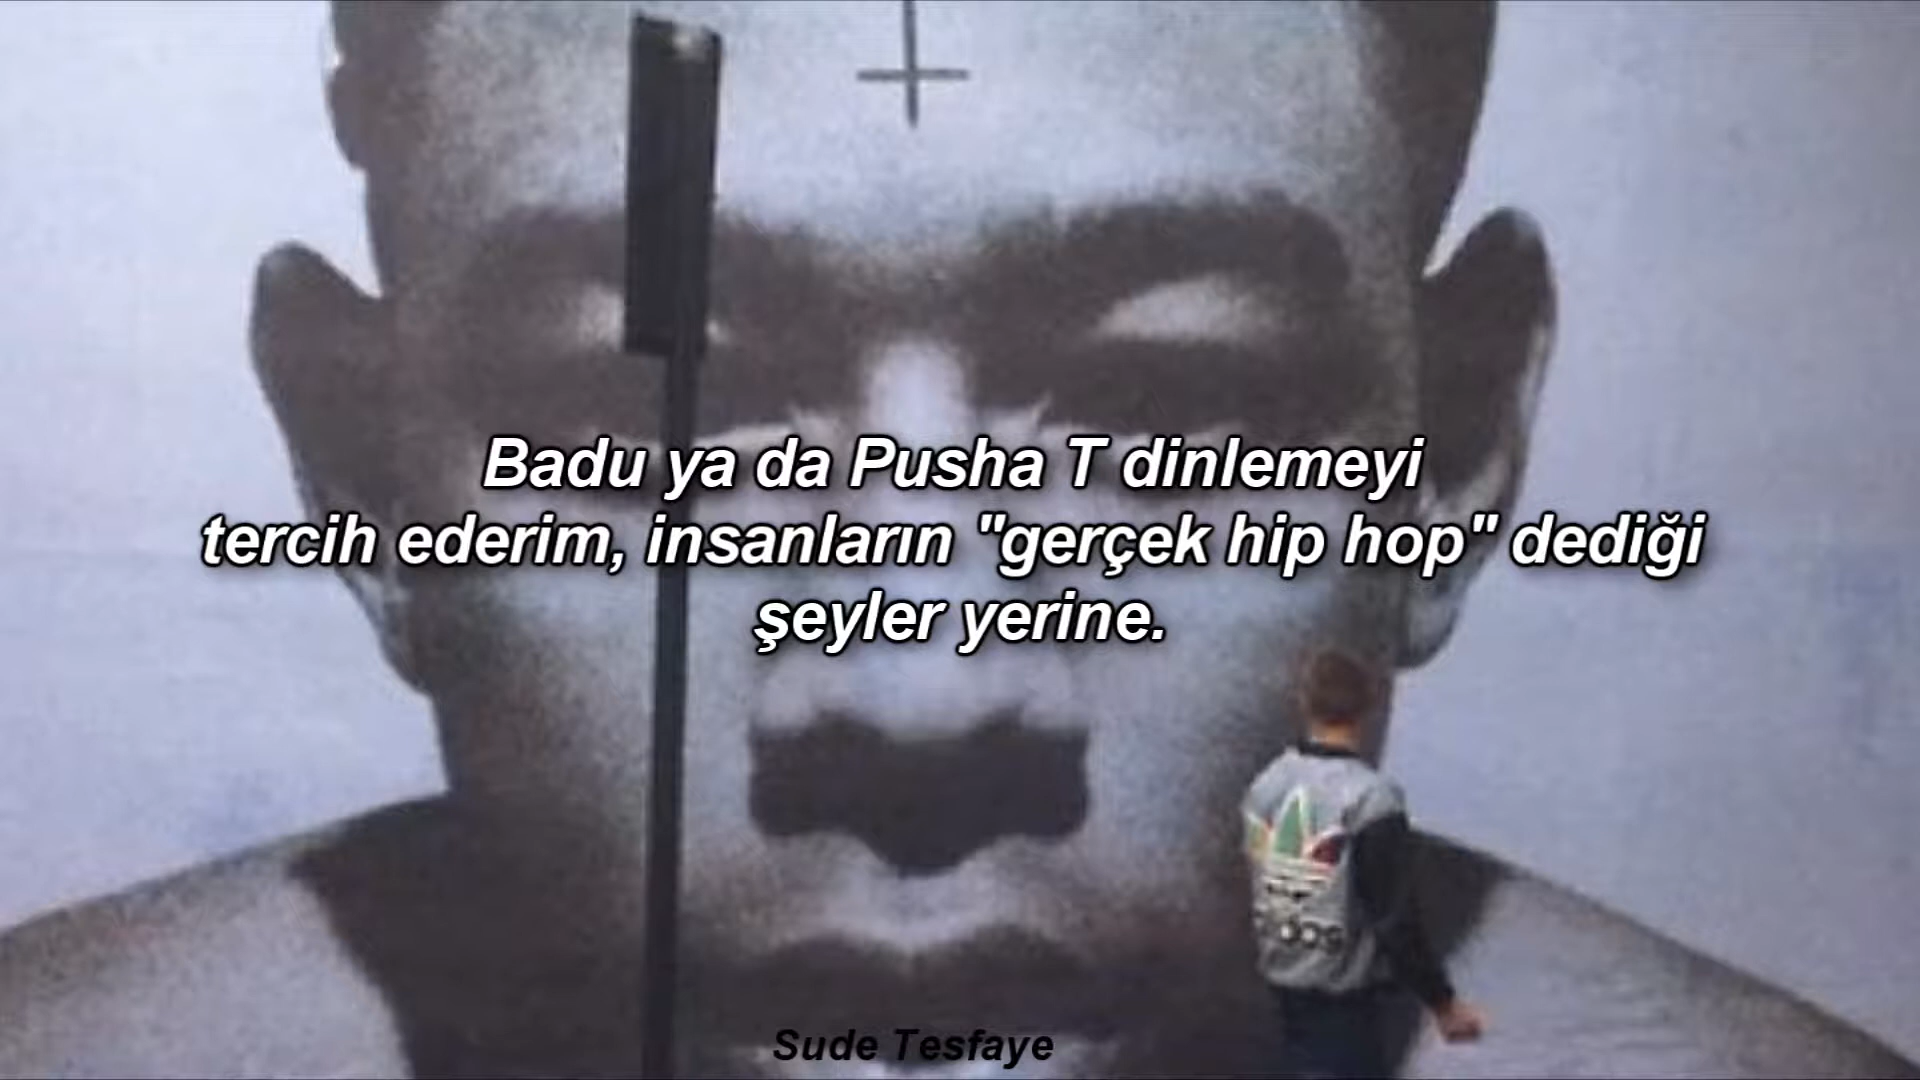 Badu ya da Pusha T dinlemeyi
tercih ederim, insanların "gerçek hip hop" dediği
şeyler yerine.
Sude Tesfaye